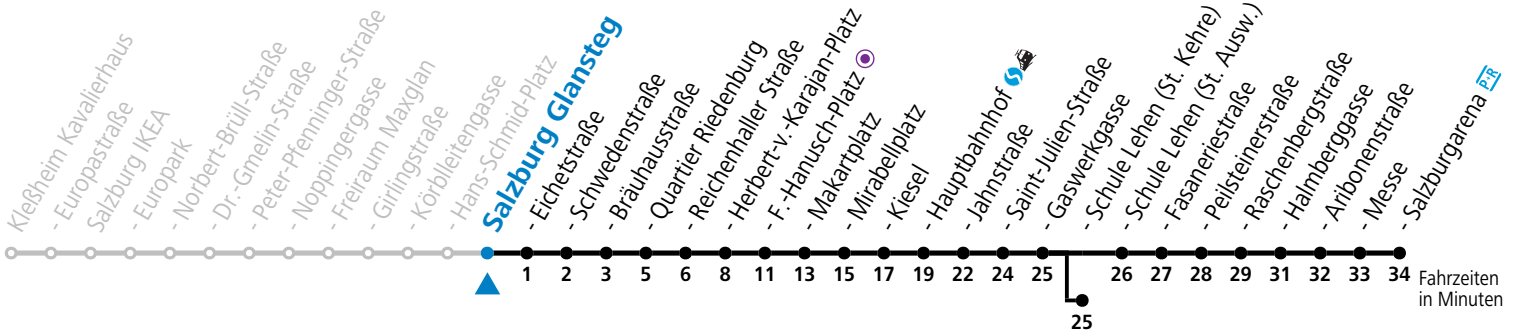 Kleßheim Kavalierhaus
- Europastraße
Salzburg IKEA
- Europark
- Norbert-Brüll-Straße
- Dr.-Gmelin-Straße
- Peter-Pfenninger-Straße
- Noppingergasse
- Freiraum Maxglan
- Girlingstraße
- Körblleitengasse
- Hans-Schmid-Platz
Salzburg Glansteg
- Eichetstraße
- Schwedenstraße
- Bräuhausstraße
- Quartier Riedenburg
- Reichenhaller Straße
- Herbert-v.-Karajan-Platz
- F.-Hanusch-Platz
- Makartplatz
- Mirabellplatz
- Kiesel
- Hauptbahnhof
- Jahnstraße
- Saint-Julien-Straße
- Gaswerkgasse
- Schule Lehen (St. Kehre)
- Schule Lehen (St. Ausw.)
- Fasaneriestraße
- Peilsteinerstraße
- Raschenbergstraße
- Halmberggasse
- Aribonenstraße
- Messe
- Salzburgarena P+R
1 2 3 5 6 8 11 13 15 17 19 22 24 25 26 27 28 29 31 32 33 34
25
Fahrzeiten
in Minuten